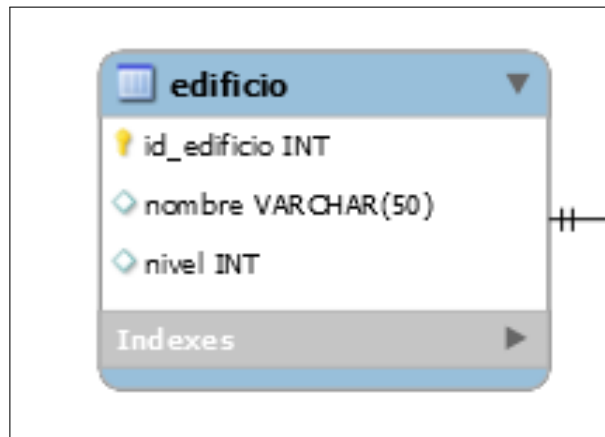 edificio
id_edificio INT
nombre VARCHAR(50)
nivel INT
Indexes